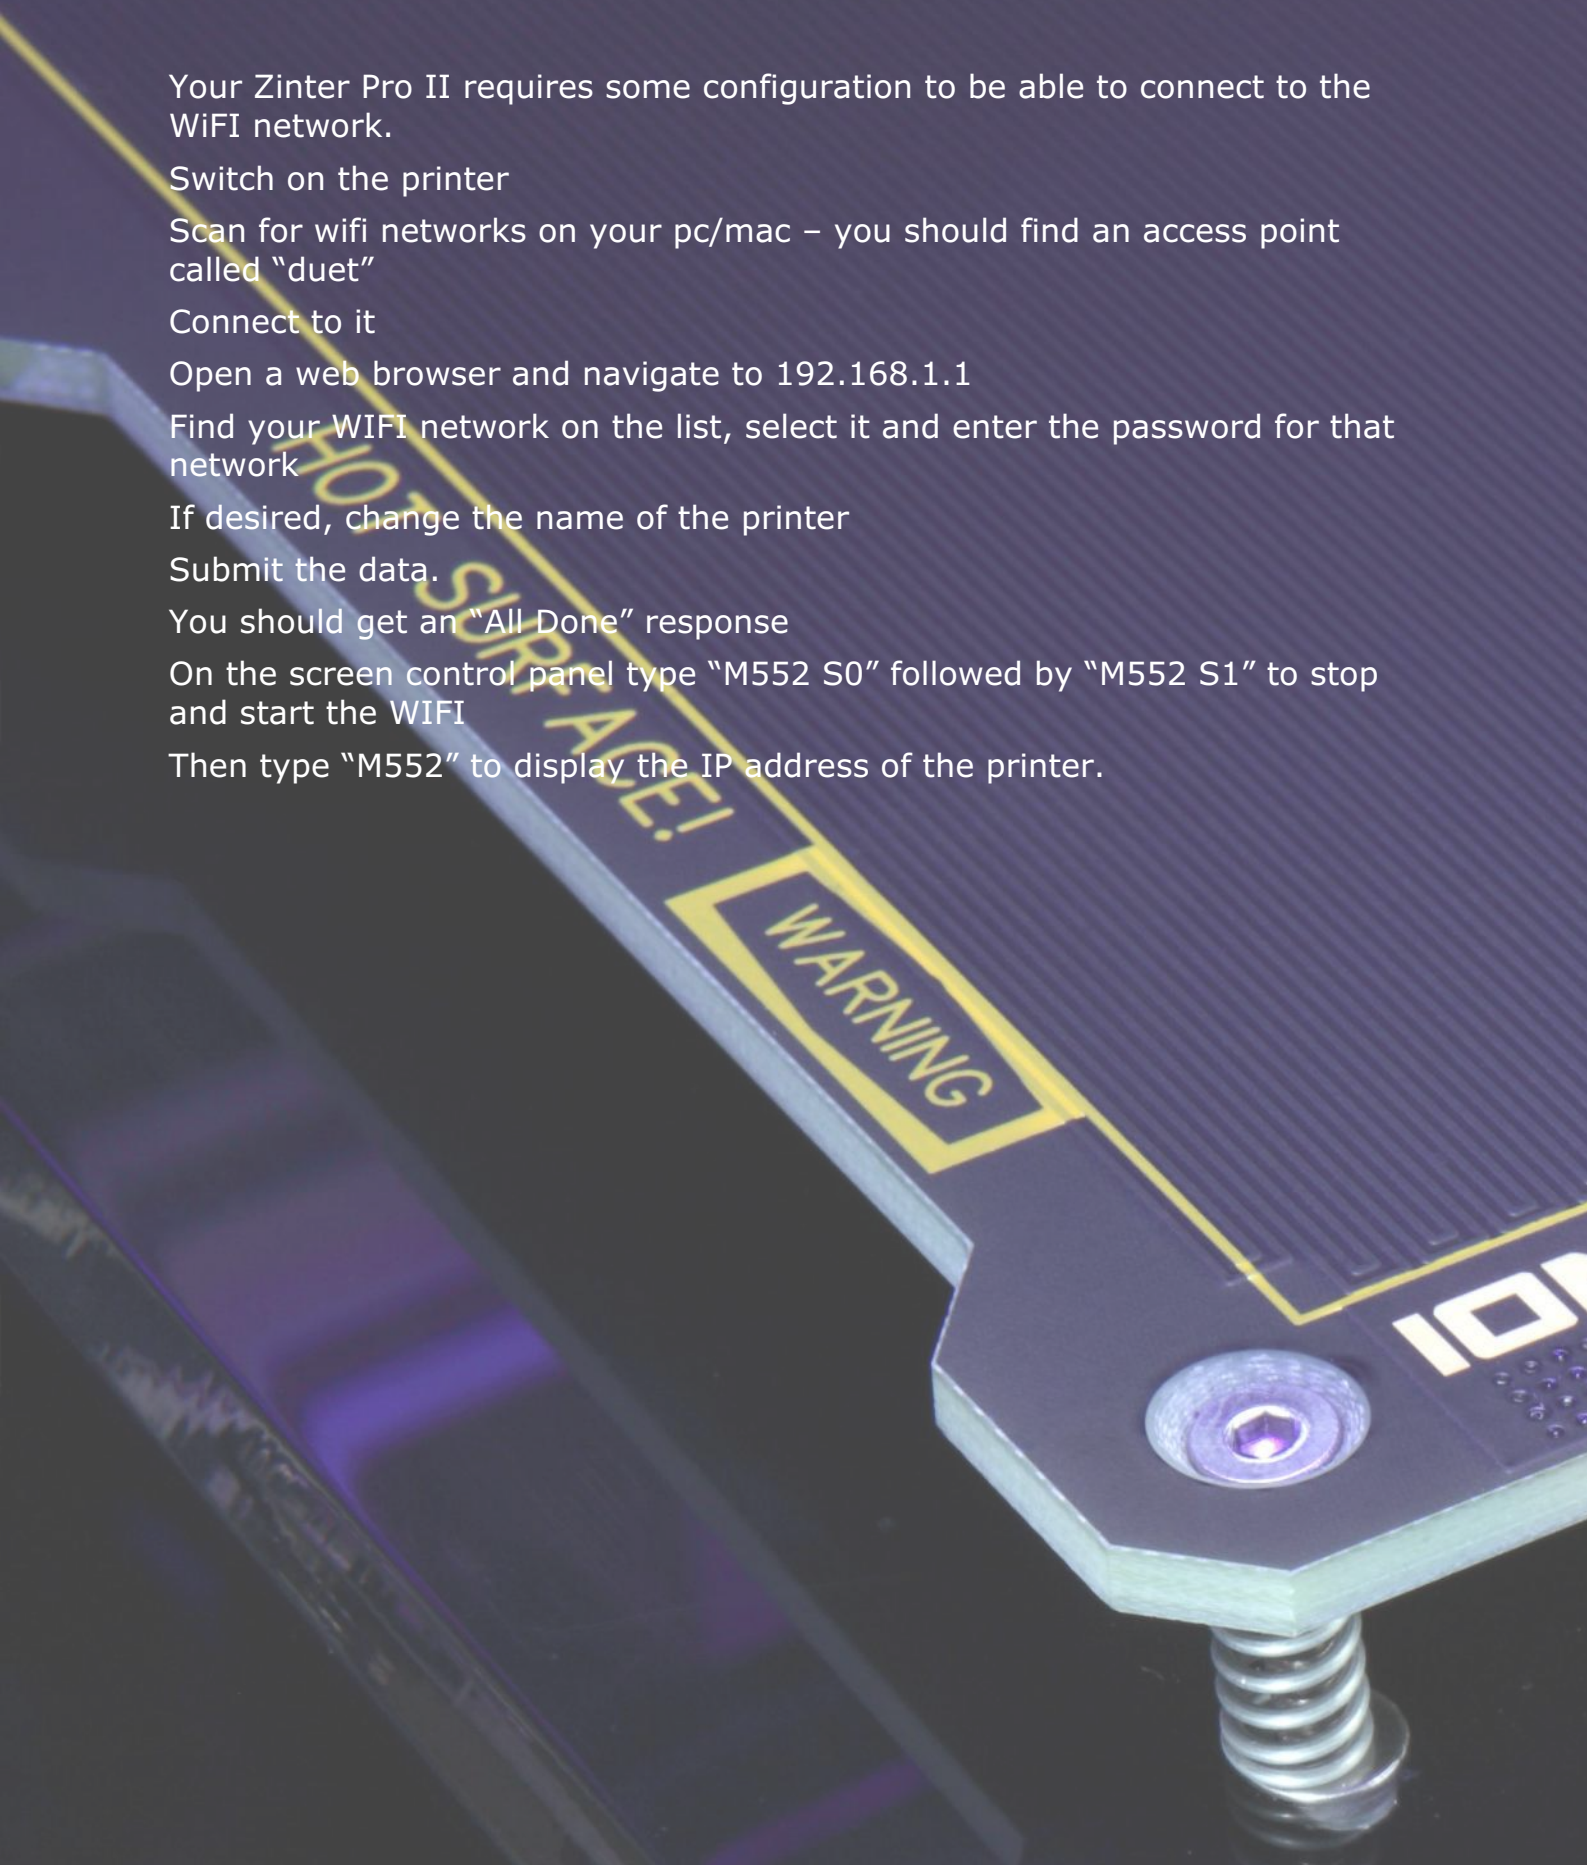 Your Zinter Pro II requires some configuration to be able to connect to the
WiFI network.
Switch on the printer
Scan for wifi networks on your pc/mac – you should find an access point
called “duet”
Connect to it
Open a web browser and navigate to 192.168.1.1
Find your WIFI network on the list, select it and enter the password for that
network
If desired, change the name of the printer
Submit the data.
You should get an “All Done” response
On the screen control panel type “M552 S0” followed by “M552 S1” to stop
and start the WIFI
Then type “M552” to display the IP address of the printer.
HOT SURFACE!
WARNING